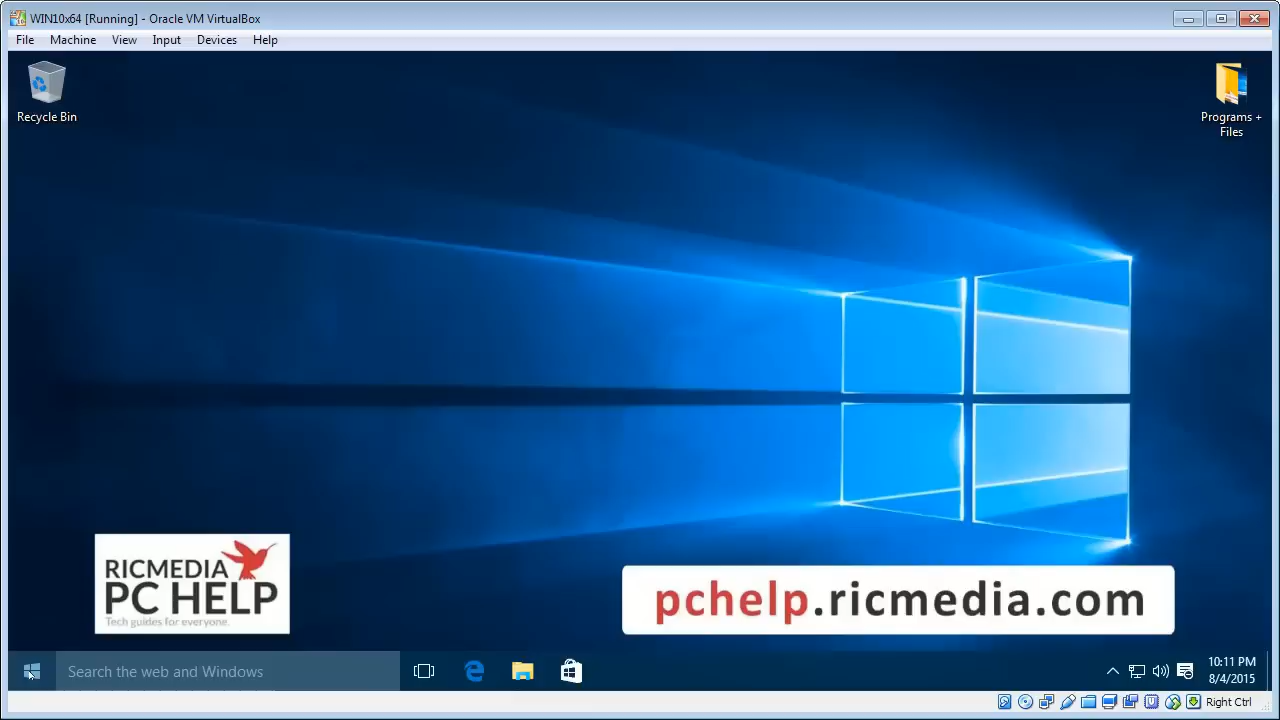 WIN10x64 [Running] - Oracle VM VirtualBox
File Machine View Input Devices Help
Recycle Bin
Programs +
Files
RICMEDIA
PC HELP
Tech guides for everyone.
pchelp.ricmedia.com
Search the web and Windows
10:11 PM
8/4/2015
Right Ctrl